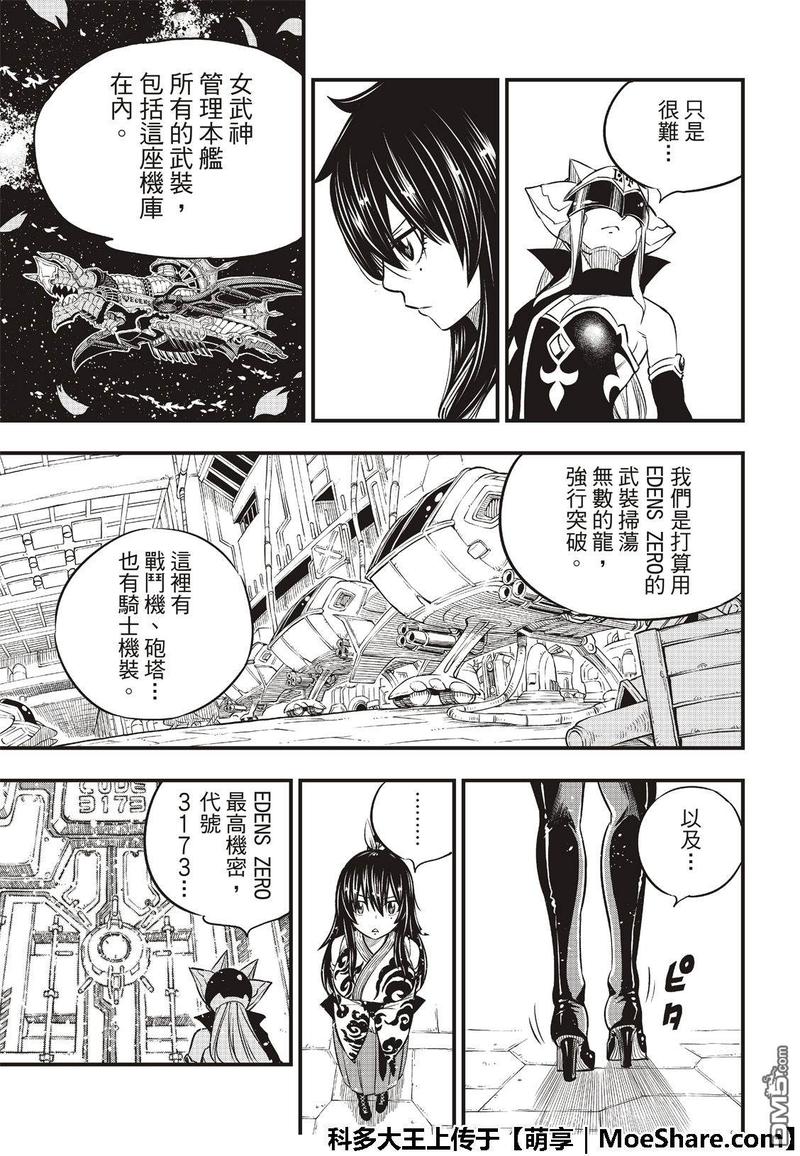 只是
很難…
女武神
管理本艦
所有的武裝，
包括這座機庫
在內。
我們是打算用
EDENS ZERO的
武裝掃蕩
無數的龍，
強行突破。
這裡有
戰鬥機、砲塔…
也有騎士機裝。
以及…
ピタ
………
EDENS ZERO
最高機密，
代號
3173…
CODE
3173
科多大王上传于【萌享】| MoeShare.com】